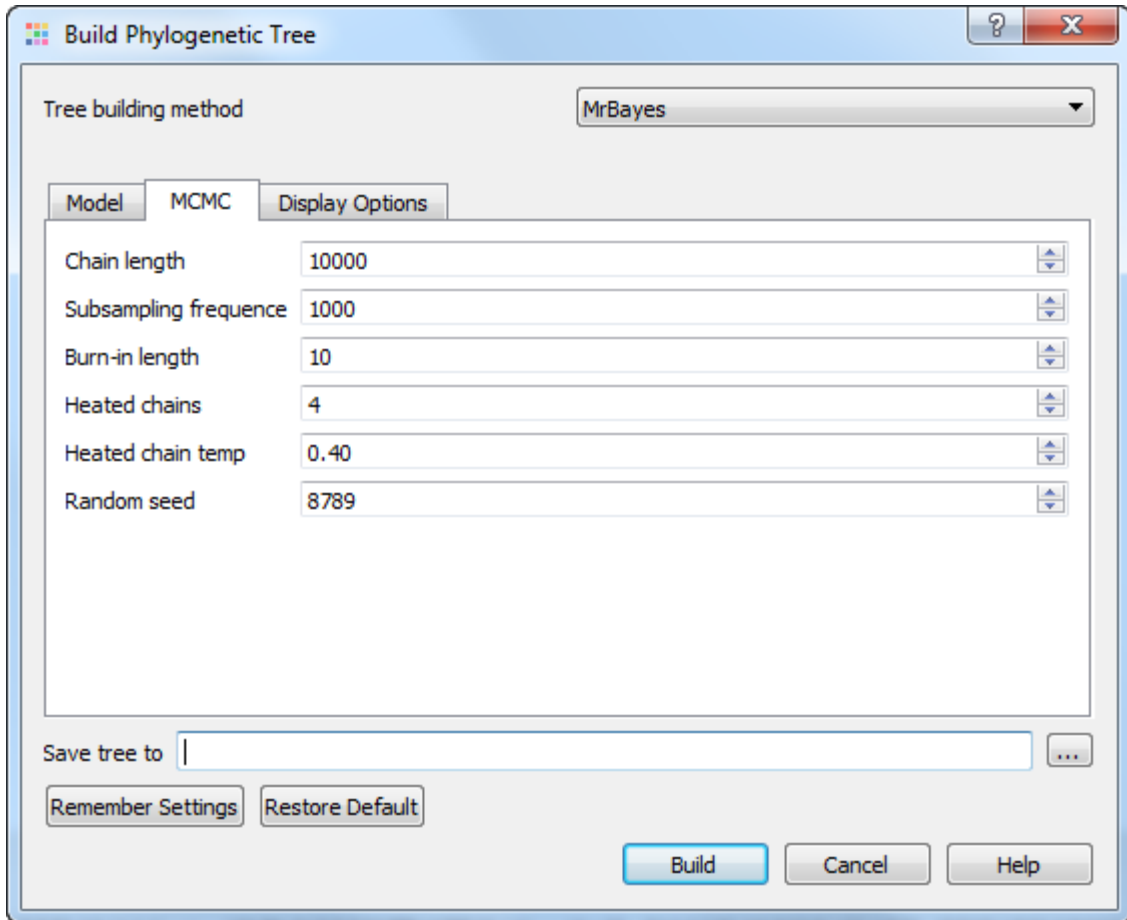 Build Phylogenetic Tree
Tree building method MrBayes
Model MCMC Display Options
Chain length 10000
Subsampling frequence 1000
Burn-in length 10
Heated chains 4
Heated chain temp 0.40
Random seed 8789
Save tree to ...
Remember Settings Restore Default
Build Cancel Help